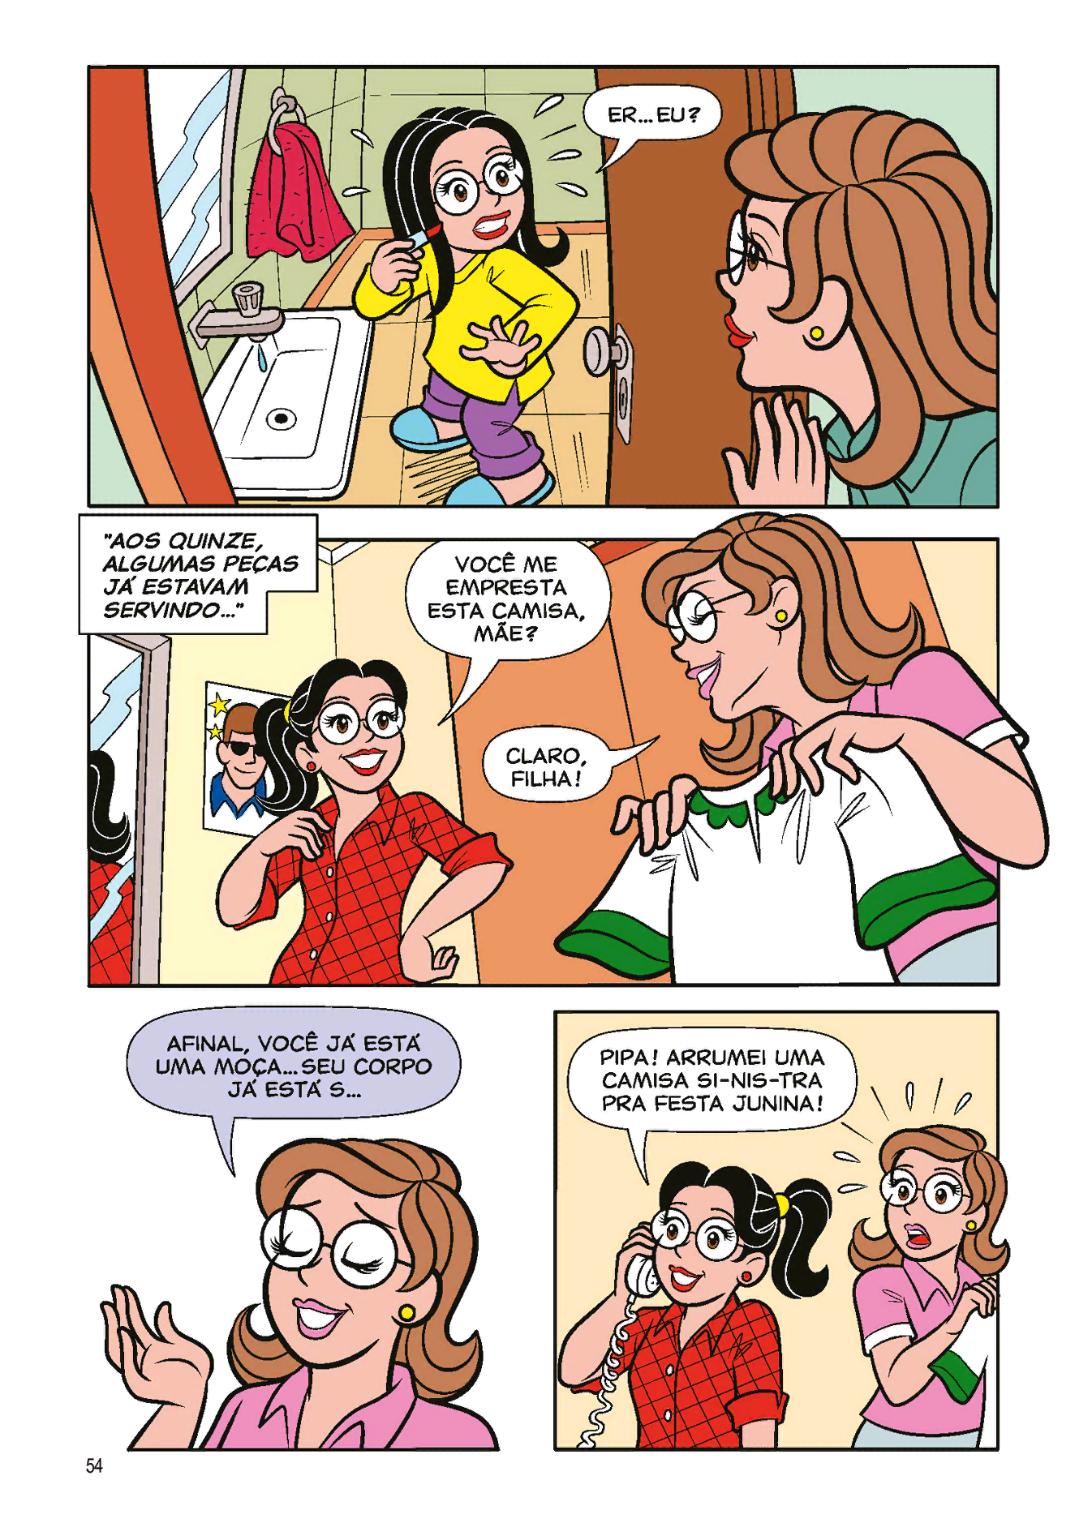 ER... EU?
"AOS QUINZE,
ALGUMAS PEÇAS
JÁ ESTAVAM
SERVINDO..."
VOCÊ ME
EMPRESTA
ESTA CAMISA,
MÃE?
CLARO,
FILHA!
AFINAL, VOCÊ JÁ ESTÁ
UMA MOÇA... SEU CORPO
JÁ ESTÁ S...
PIPA! ARRUMEI UMA
CAMISA SI-NIS-TRA
PRA FESTA JUNINA!
54